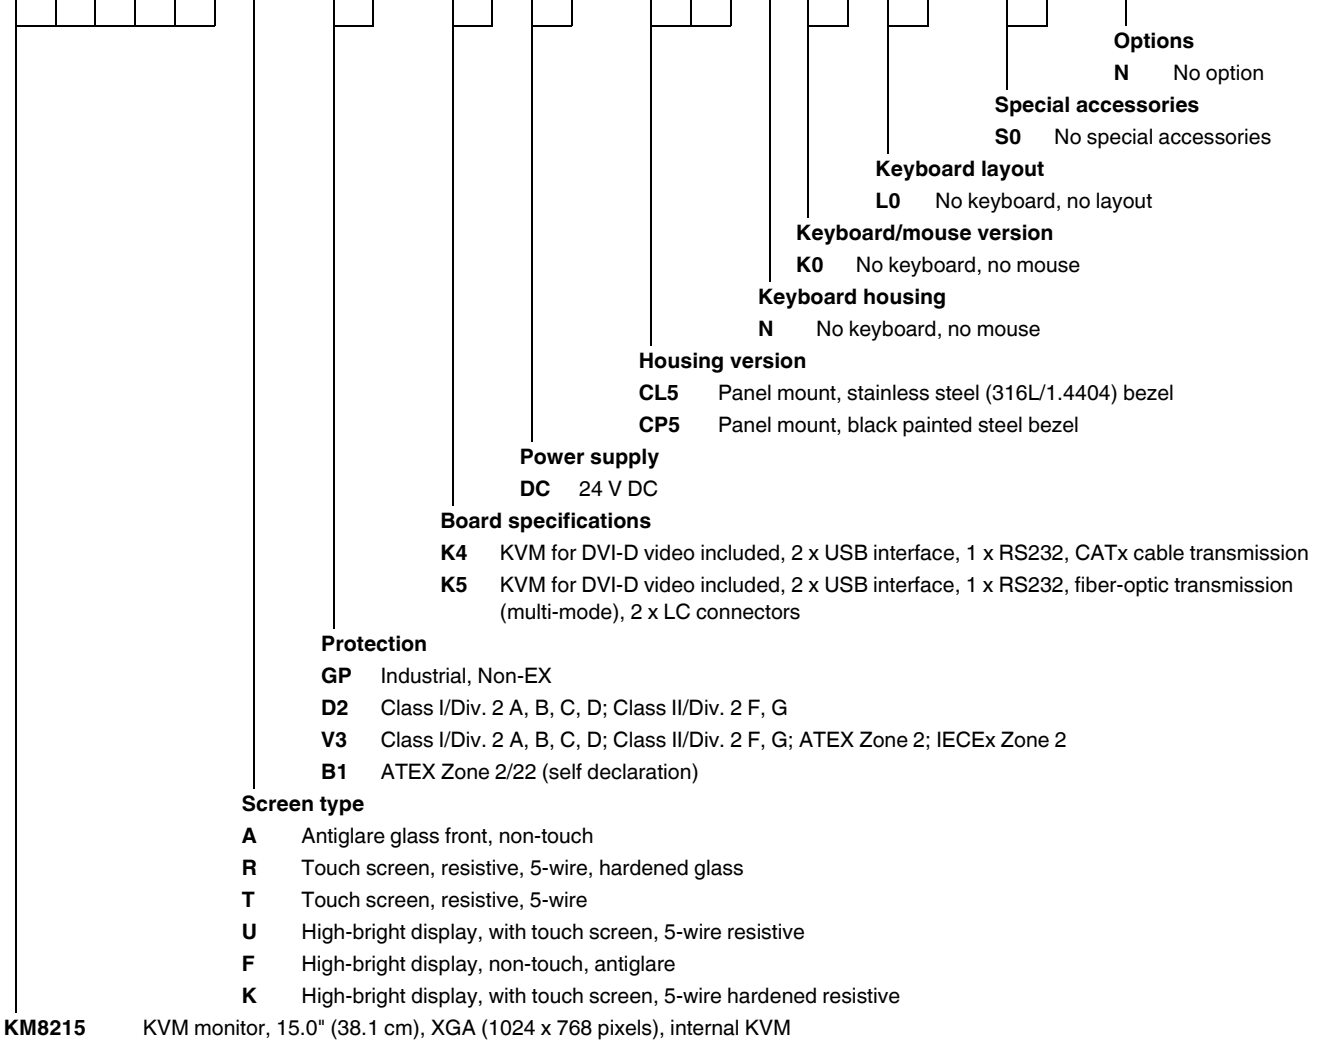 Options
N No option
Special accessories
S0 No special accessories
Keyboard layout
L0 No keyboard, no layout
Keyboard/mouse version
K0 No keyboard, no mouse
Keyboard housing
N No keyboard, no mouse
Housing version
CL5 Panel mount, stainless steel (316L/1.4404) bezel
CP5 Panel mount, black painted steel bezel
Power supply
DC 24 V DC
Board specifications
K4 KVM for DVI-D video included, 2 x USB interface, 1 x RS232, CATx cable transmission
K5 KVM for DVI-D video included, 2 x USB interface, 1 x RS232, fiber-optic transmission
(multi-mode), 2 x LC connectors
Protection
GP Industrial, Non-EX
D2 Class I/Div. 2 A, B, C, D; Class II/Div. 2 F, G
V3 Class I/Div. 2 A, B, C, D; Class II/Div. 2 F, G; ATEX Zone 2; IECEx Zone 2
B1 ATEX Zone 2/22 (self declaration)
Screen type
A Antiglare glass front, non-touch
R Touch screen, resistive, 5-wire, hardened glass
T Touch screen, resistive, 5-wire
U High-bright display, with touch screen, 5-wire resistive
F High-bright display, non-touch, antiglare
K High-bright display, with touch screen, 5-wire hardened resistive
KM8215 KVM monitor, 15.0" (38.1 cm), XGA (1024 x 768 pixels), internal KVM